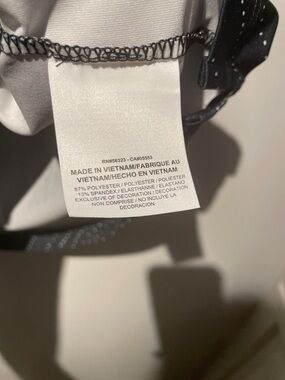 RN#56323 - CA#05553
MADE IN VIETNAM/FABRIQUE AU
VIETNAM/HECHO EN VIETNAM
87% POLYESTER / POLYESTER / POLIESTER
13% SPANDEX / ELASTHANNE / ELASTANO
EXCLUSIVE OF DECORATION / DECORATION
NON COMPRISE / NO INCLUYE LA
DECORACION